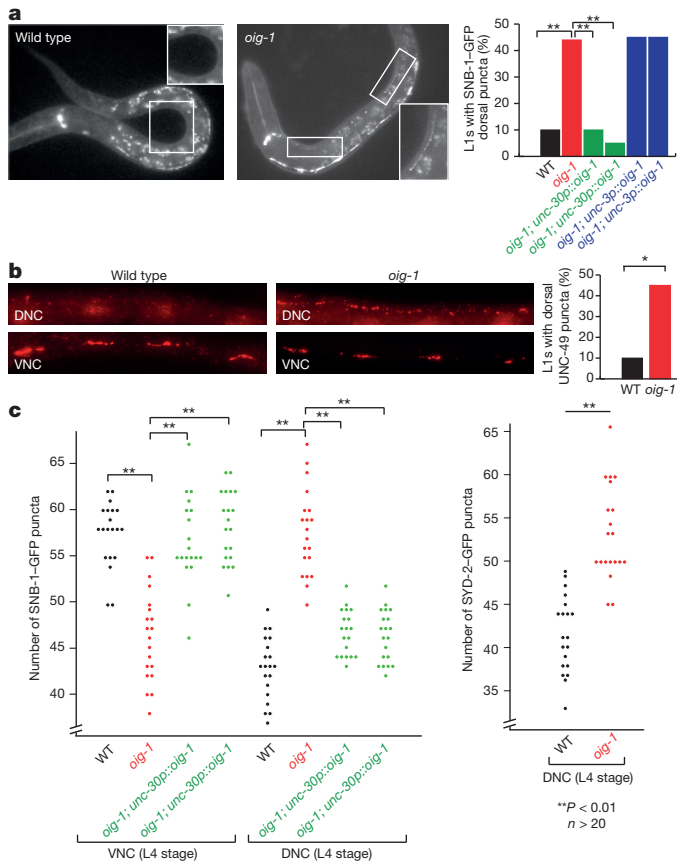 a
Wild type
oig-1
L1s with SNB-1–GFP
dorsal puncta (%)
50
40
30
20
10
0
**
**
**
WT
oig-1
oig-1; unc-30p::oig-1
oig-1; unc-30p::oig-1
oig-1; unc-3p::oig-1
oig-1; unc-3p::oig-1
b
Wild type
oig-1
DNC
VNC
DNC
VNC
L1s with dorsal
UNC-49 puncta (%)
50
40
30
20
10
0
*
WT oig-1
c
Number of SNB-1–GFP puncta
65
60
55
50
45
40
**
**
**
**
**
**
WT
oig-1
oig-1; unc-30p::oig-1
oig-1; unc-30p::oig-1
VNC (L4 stage)
WT
oig-1
oig-1; unc-30p::oig-1
oig-1; unc-30p::oig-1
DNC (L4 stage)
Number of SYD-2–GFP puncta
65
60
55
50
45
40
35
**
WT
oig-1
DNC (L4 stage)
**P < 0.01
n > 20